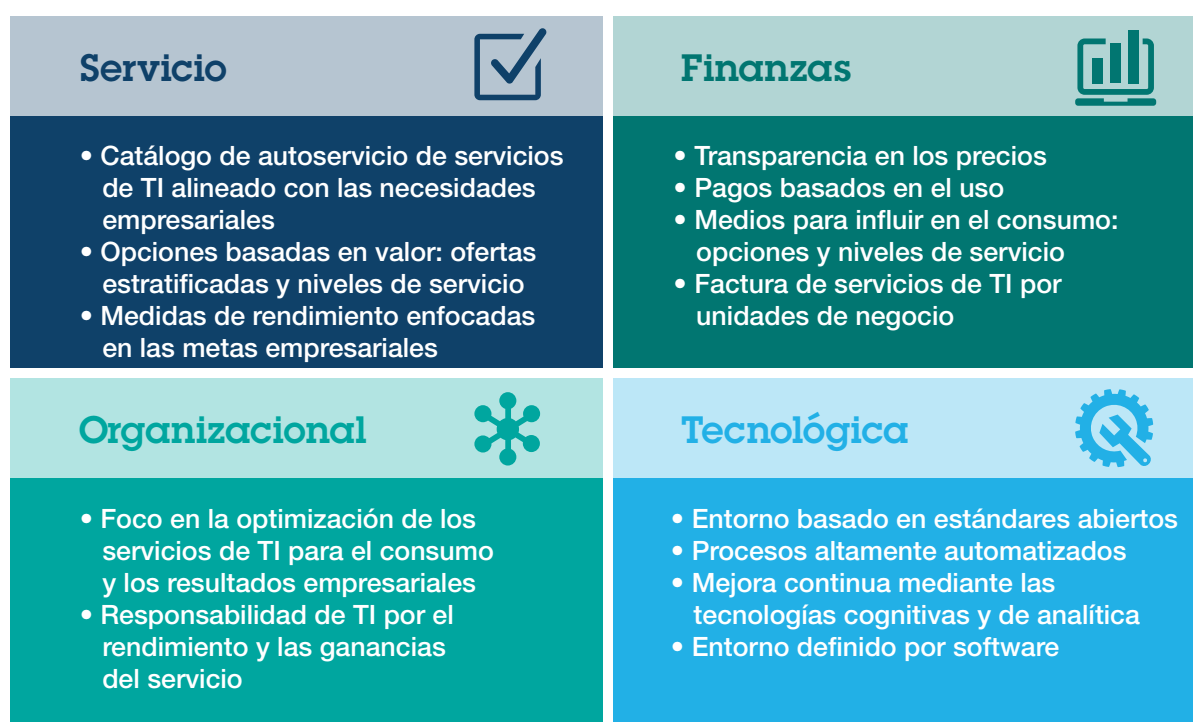 Servicio
• Catálogo de autoservicio de servicios
de TI alineado con las necesidades
empresariales
• Opciones basadas en valor: ofertas
estratificadas y niveles de servicio
• Medidas de rendimiento enfocadas
en las metas empresariales
Finanzas
• Transparencia en los precios
• Pagos basados en el uso
• Medios para influir en el consumo:
opciones y niveles de servicio
• Factura de servicios de TI por
unidades de negocio
Organizacional
• Foco en la optimización de los
servicios de TI para el consumo
y los resultados empresariales
• Responsabilidad de TI por el
rendimiento y las ganancias
del servicio
Tecnológica
• Entorno basado en estándares abiertos
• Procesos altamente automatizados
• Mejora continua mediante las
tecnologías cognitivas y de analítica
• Entorno definido por software